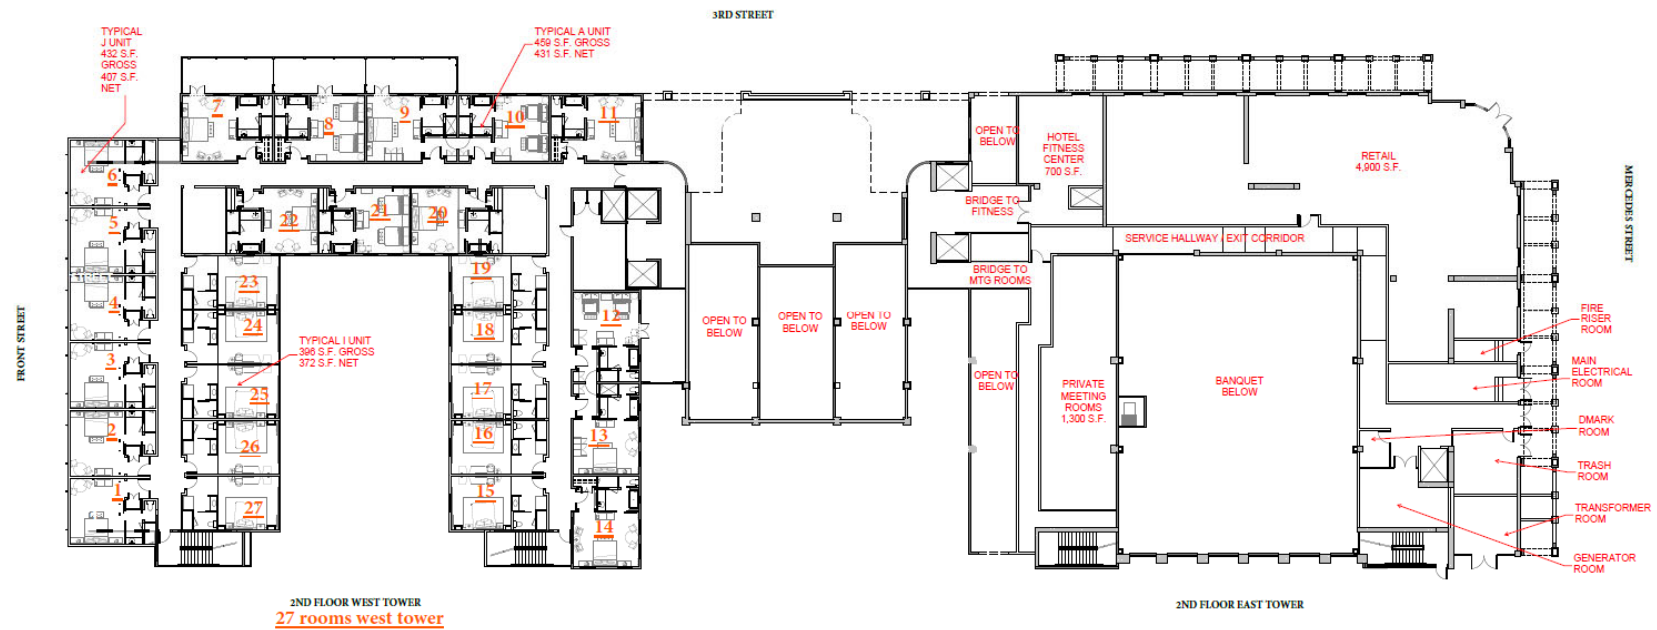 3RD STREET
TYPICAL
J UNIT
432 S.F.
GROSS
407 S.F.
NET
TYPICAL A UNIT
459 S.F. GROSS
431 S.F. NET
7
8
9
10
11
6
5
4
3
2
1
22
21
20
23
24
25
26
27
TYPICAL I UNIT
396 S.F. GROSS
372 S.F. NET
19
18
17
16
15
12
13
14
FRONT STREET
OPEN TO
BELOW
OPEN TO
BELOW
OPEN TO
BELOW
OPEN TO
BELOW
HOTEL
FITNESS
CENTER
700 S.F.
RETAIL
4,900 S.F.
BRIDGE TO
FITNESS
SERVICE HALLWAY / EXIT CORRIDOR
BRIDGE TO
MTG ROOMS
OPEN TO
BELOW
PRIVATE
MEETING
ROOMS
1,300 S.F.
BANQUET
BELOW
MERCEDES STREET
FIRE
RISER
ROOM
MAIN
ELECTRICAL
ROOM
DMARK
ROOM
TRASH
ROOM
TRANSFORMER
ROOM
GENERATOR
ROOM
2ND FLOOR WEST TOWER
27 rooms west tower
2ND FLOOR EAST TOWER